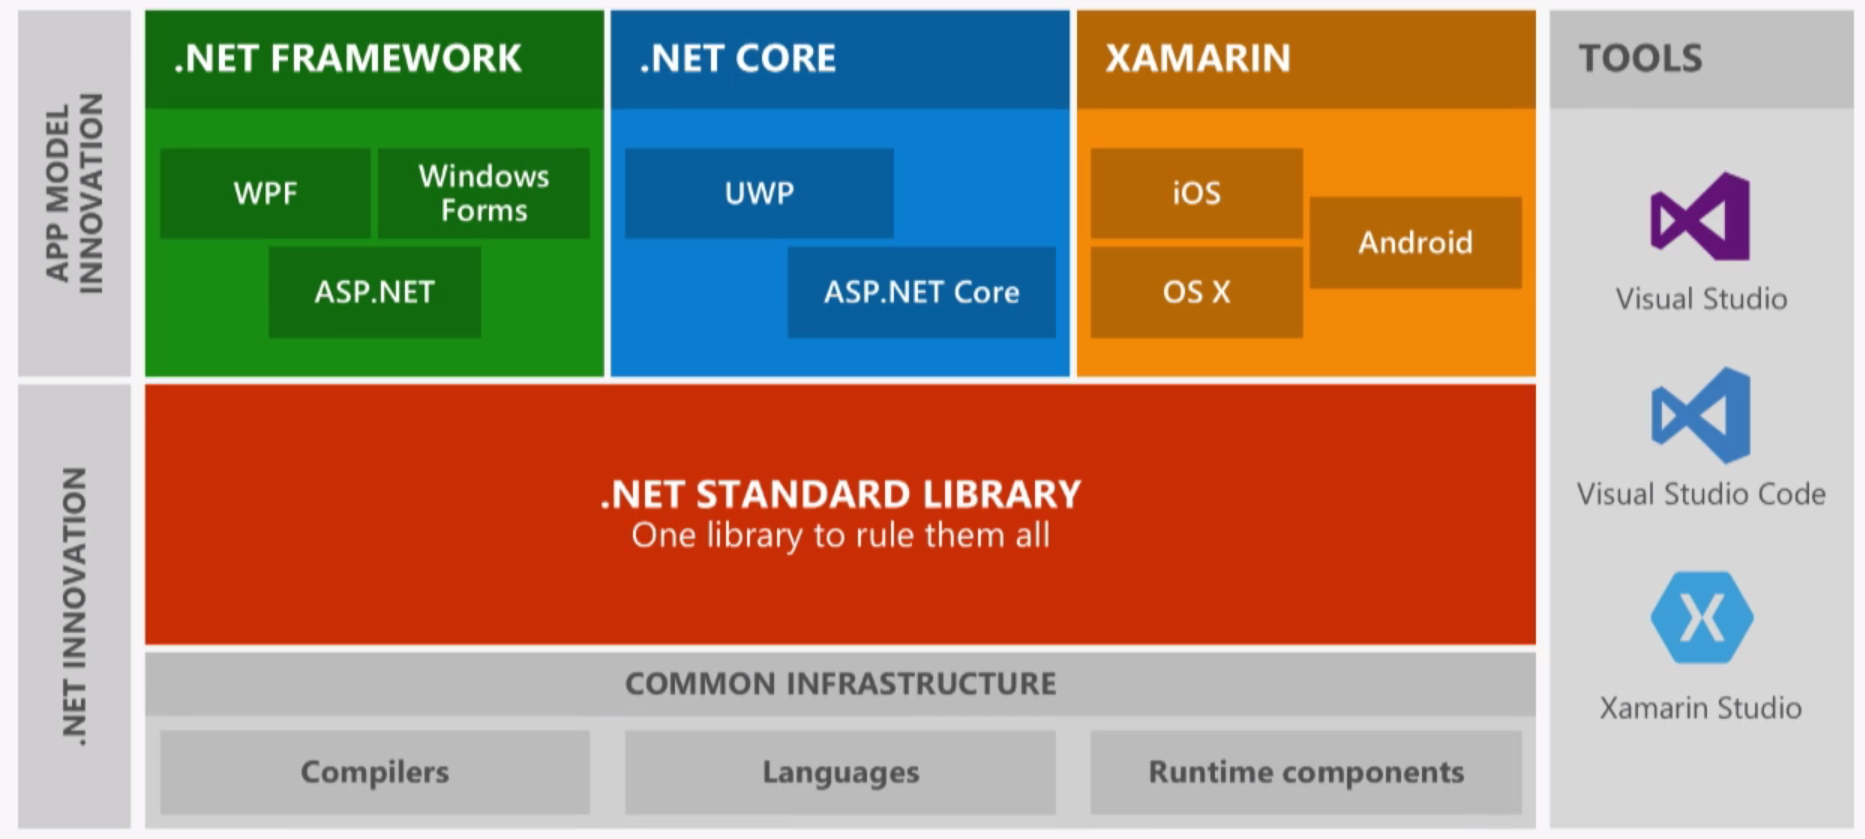 APP MODEL
INNOVATION
.NET FRAMEWORK
WPF
Windows
Forms
ASP.NET
.NET CORE
UWP
ASP.NET Core
XAMARIN
iOS
Android
OS X
.NET INNOVATION
.NET STANDARD LIBRARY
One library to rule them all
COMMON INFRASTRUCTURE
Compilers
Languages
Runtime components
TOOLS
Visual Studio
Visual Studio Code
Xamarin Studio